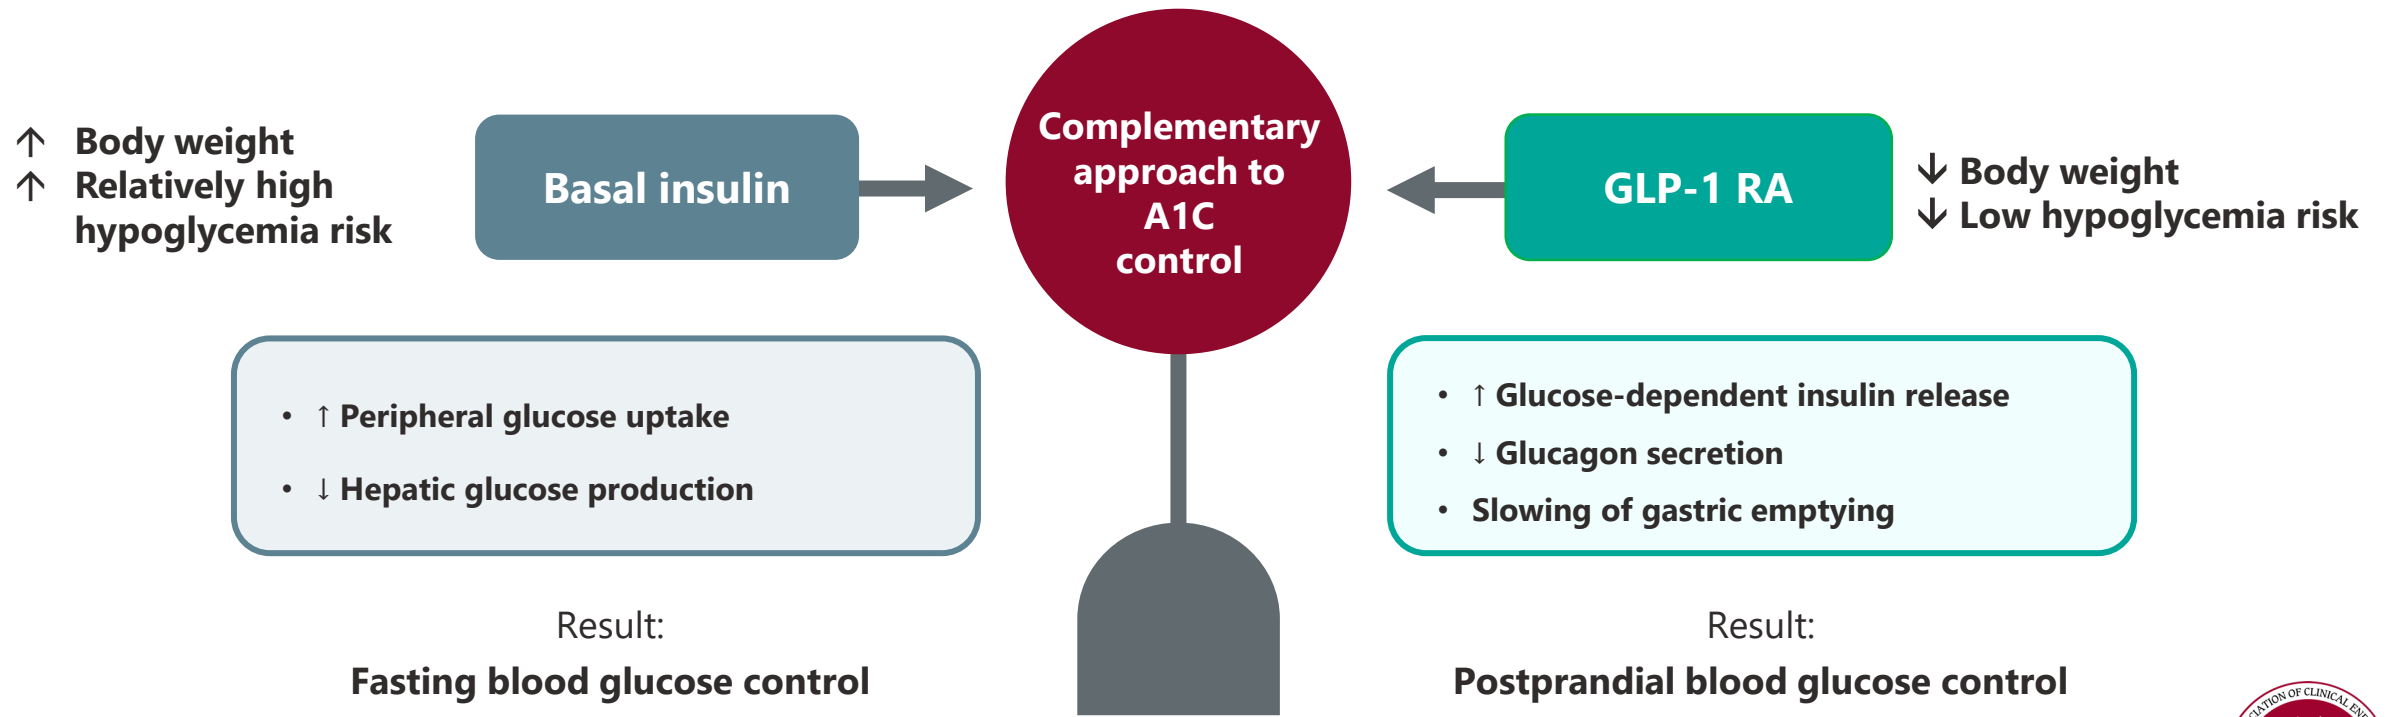 ↑ Body weight
↑ Relatively high
hypoglycemia risk
Basal insulin
Complementary
approach to
A1C
control
GLP-1 RA
↓ Body weight
↓ Low hypoglycemia risk
• ↑ Peripheral glucose uptake
• ↓ Hepatic glucose production
• ↑ Glucose-dependent insulin release
• ↓ Glucagon secretion
• Slowing of gastric emptying
Result:
Fasting blood glucose control
Result:
Postprandial blood glucose control
OF CLINICAL